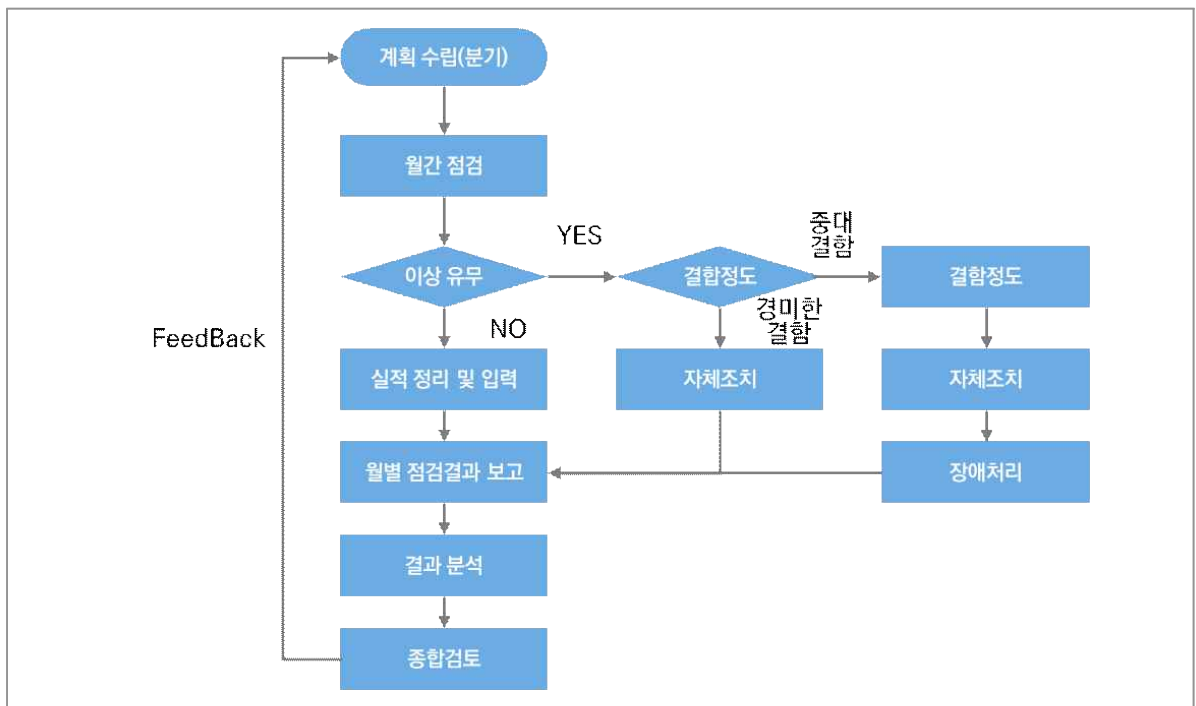 계획 수립(분기)
월간 점검
이상 유무
YES
결합정도
중대
결함
결함정도
경미한
결함
NO
FeedBack
실적 정리 및 입력
자체조치
자체조치
월별 점검결과 보고
장애처리
결과 분석
종합검토